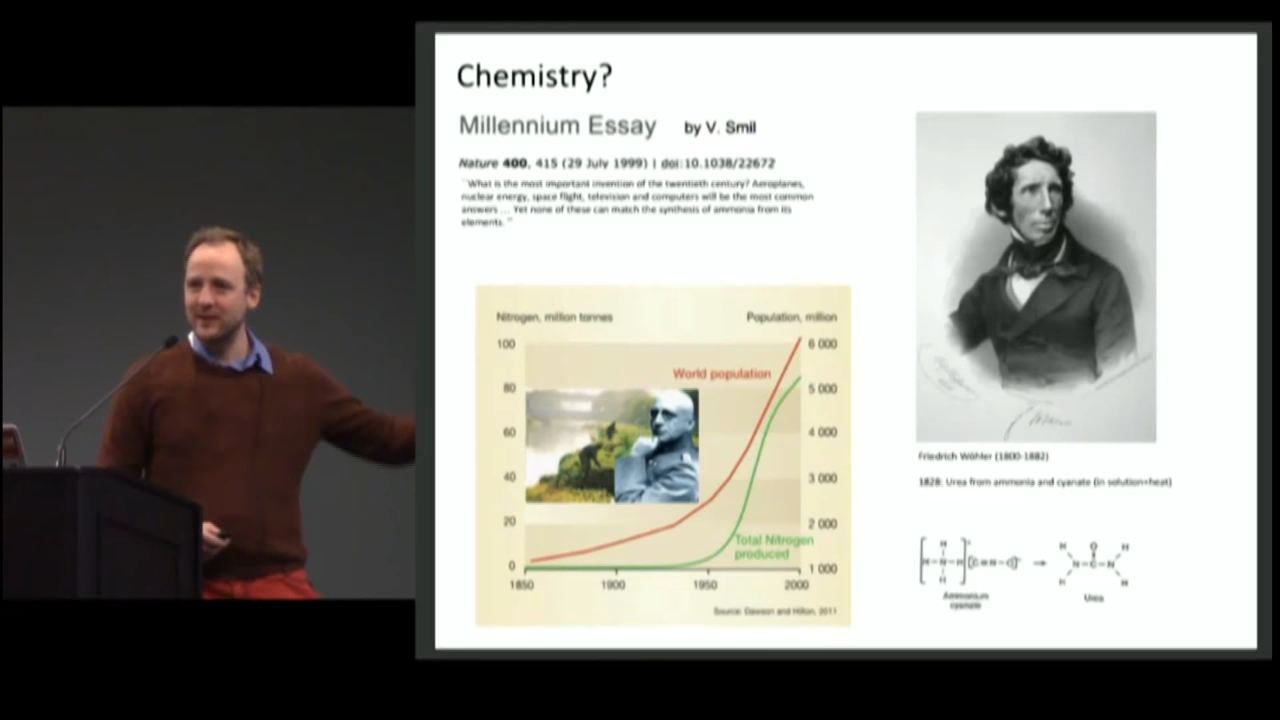 Chemistry?
Millennium Essay by V. Smil
Nature 400, 415 (29 July 1999) | doi:10.1038/22672
"What is the most important invention of the twentieth century? Aeroplanes,
nuclear energy, space flight, television and computers will be the most common
answers ... Yet none of these can match the synthesis of ammonia from its
elements."
Nitrogen, million tonnes
Population, million
100
80
60
40
20
0
6 000
5 000
4 000
3 000
2 000
1 000
World population
Total Nitrogen
produced
1850 1900 1950 2000
Source: Dawson and Hilton, 2011
Friedrich Wöhler (1800-1882)
1828: Urea from ammonia and cyanate (in solution+heat)
Ammonium
cyanate
Urea